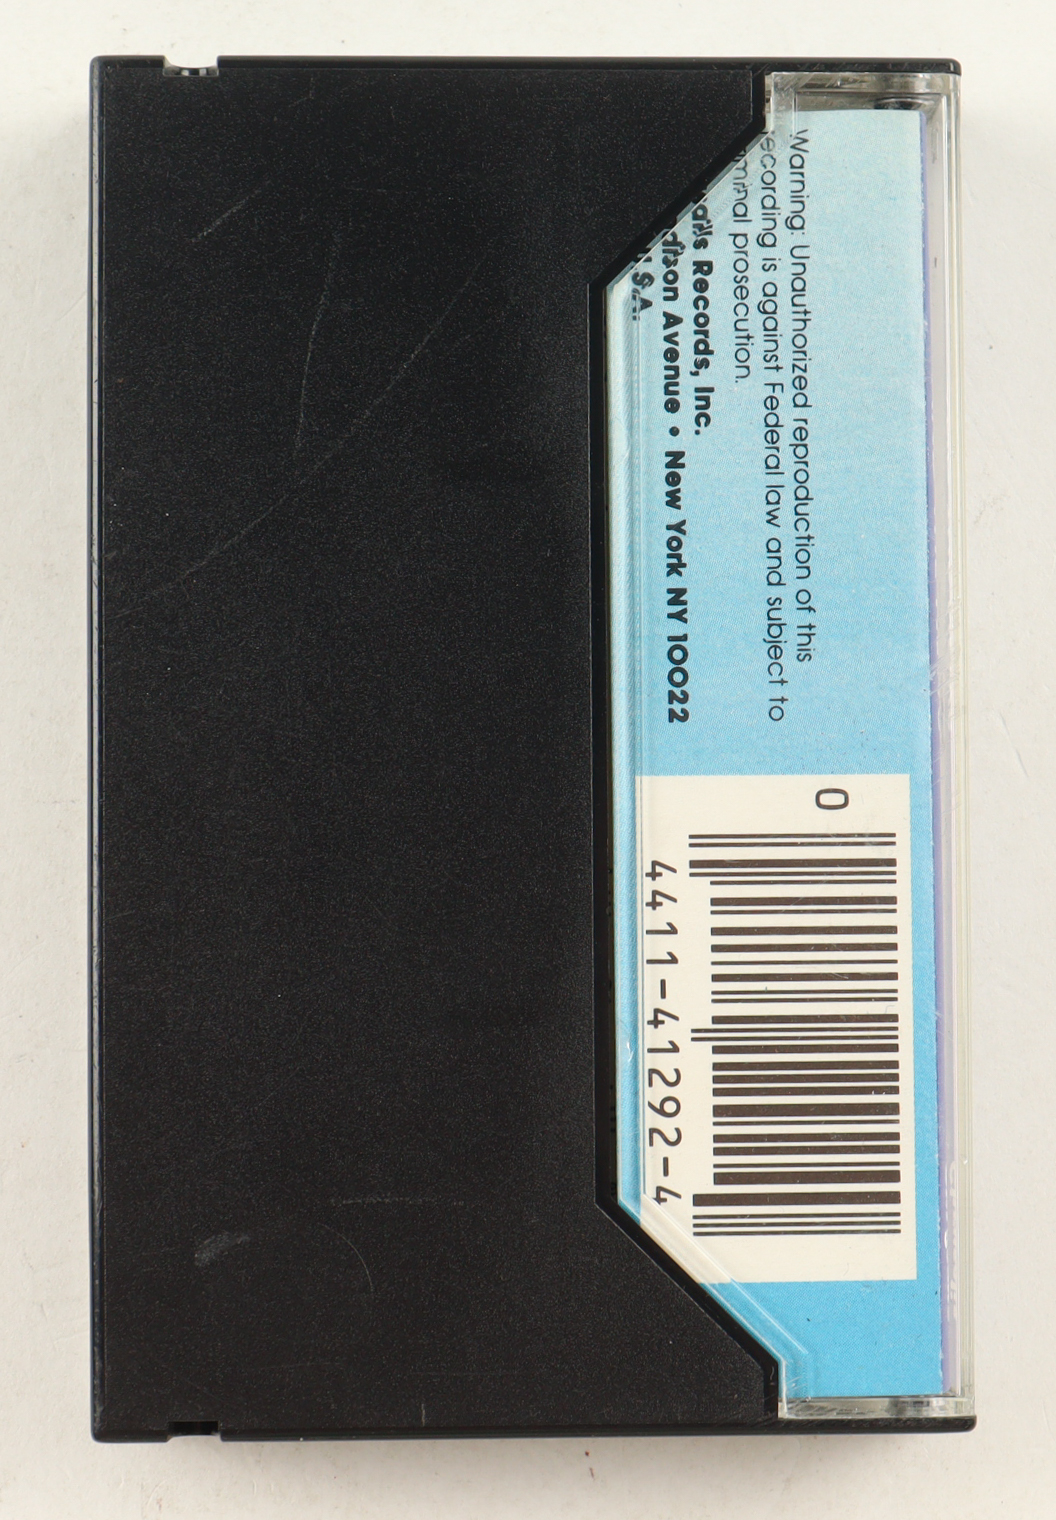 Warning: Unauthorized reproduction of this
recording is against Federal law and subject to
prosecution.
Records, Inc.
Avenue • New York NY 10022
U.S.A.
0
4411-41292-4